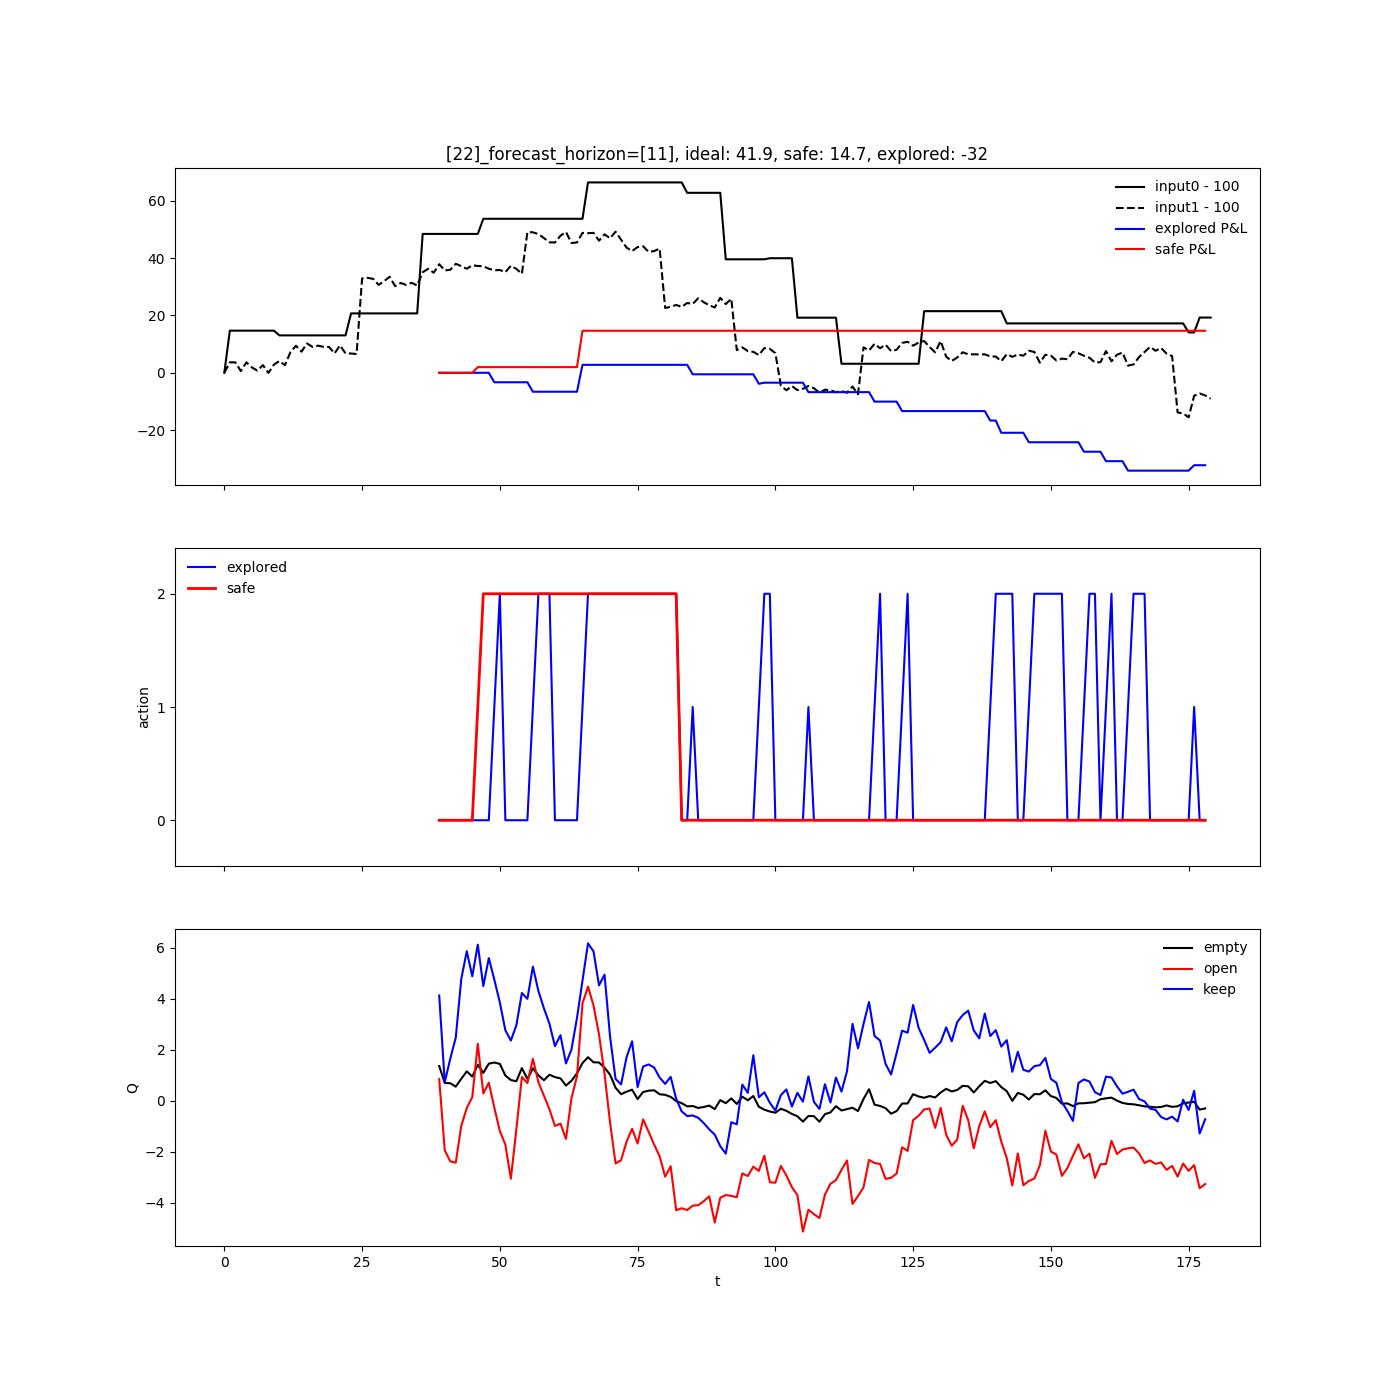 [22]_forecast_horizon=[11], ideal: 41.9, safe: 14.7, explored: -32
input0 - 100
input1 - 100
explored P&L
safe P&L
60
40
20
0
−20
explored
safe
2
1
0
action
empty
open
keep
6
4
2
0
−2
−4
Q
0 25 50 75 100 125 150 175
t